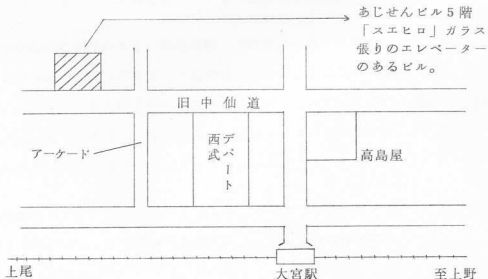 あじせんビル5階
「スエヒロ」ガラス
張りのエレベーター
のあるビル。
旧中仙道
アーケード
西武
デパート
高島屋
上尾
大宮駅
至上野